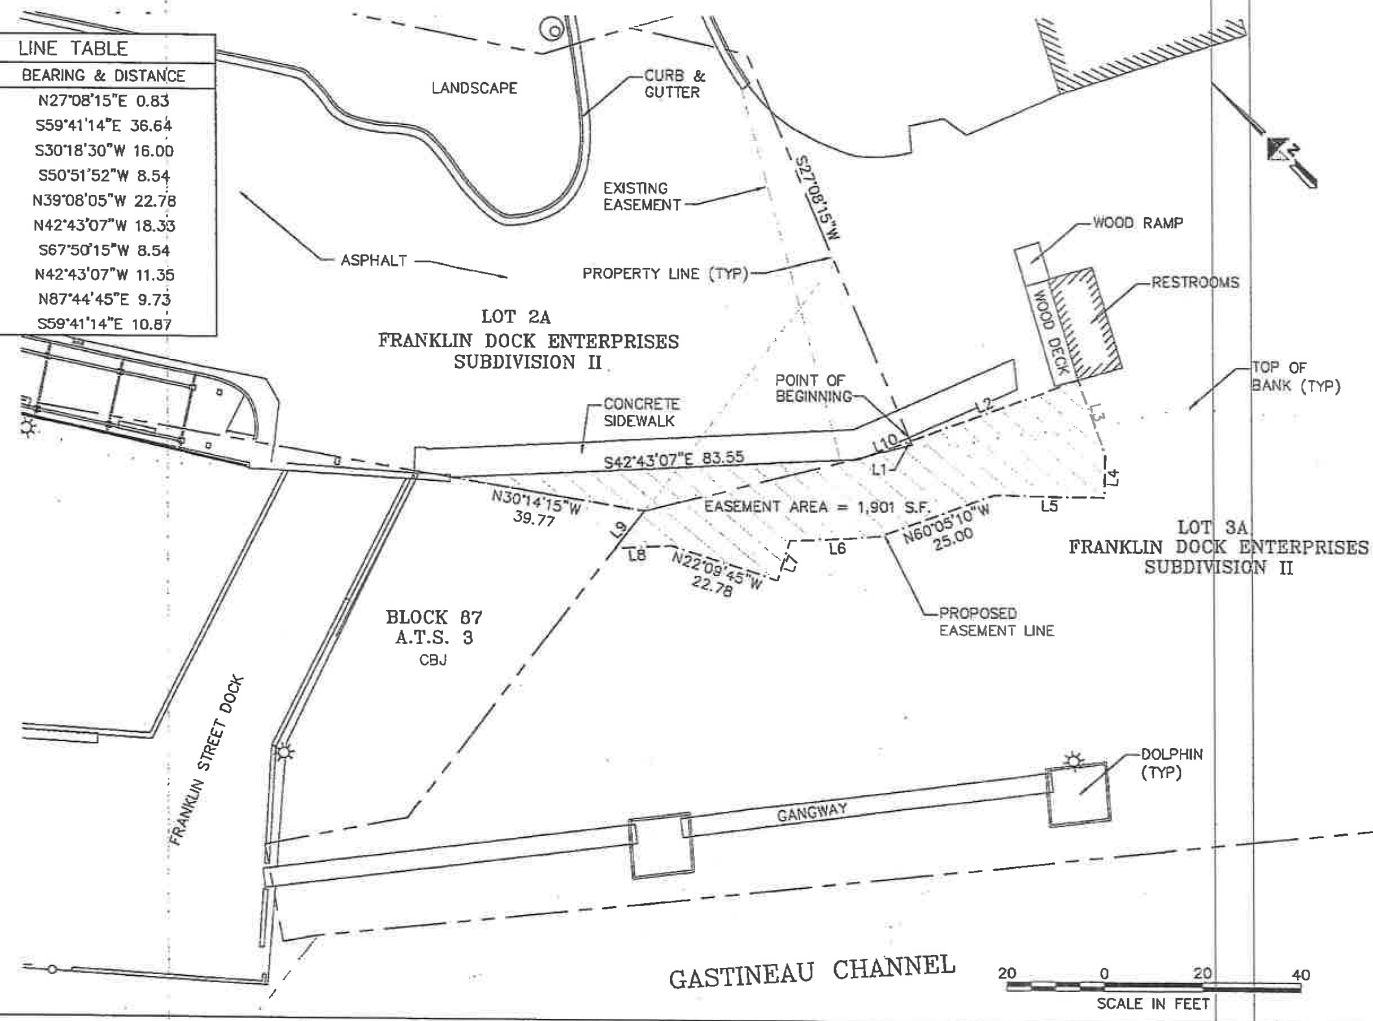 LINE TABLE
BEARING & DISTANCE
N27°08'15"E 0.83
S59°41'14"E 36.64
S30°18'30"W 16.00
S50°51'52"W 8.54
N39°08'05"W 22.78
N42°43'07"W 18.33
S67°50'15"W 8.54
N42°43'07"W 11.35
N87°44'45"E 9.73
S59°41'14"E 10.87
LANDSCAPE
CURB &
GUTTER
EXISTING
EASEMENT
S27°08'15"W
N
ASPHALT
PROPERTY LINE (TYP)
WOOD RAMP
RESTROOMS
WOOD DECK
LOT 2A
FRANKLIN DOCK ENTERPRISES
SUBDIVISION II
POINT OF
BEGINNING
TOP OF
BANK (TYP)
CONCRETE
SIDEWALK
L2
L3
L10
L1
S42°43'07"E 83.55
L4
N30°14'15"W
39.77
EASEMENT AREA = 1,901 S.F.
L5
L9
L8
N22°09'45"W
22.78
L7
L6
N60°05'10"W
25.00
LOT 3A
FRANKLIN DOCK ENTERPRISES
SUBDIVISION II
BLOCK 87
A.T.S. 3
CBJ
PROPOSED
EASEMENT LINE
FRANKLIN STREET DOCK
DOLPHIN
(TYP)
GANGWAY
GASTINEAU CHANNEL
20 0 20 40
SCALE IN FEET